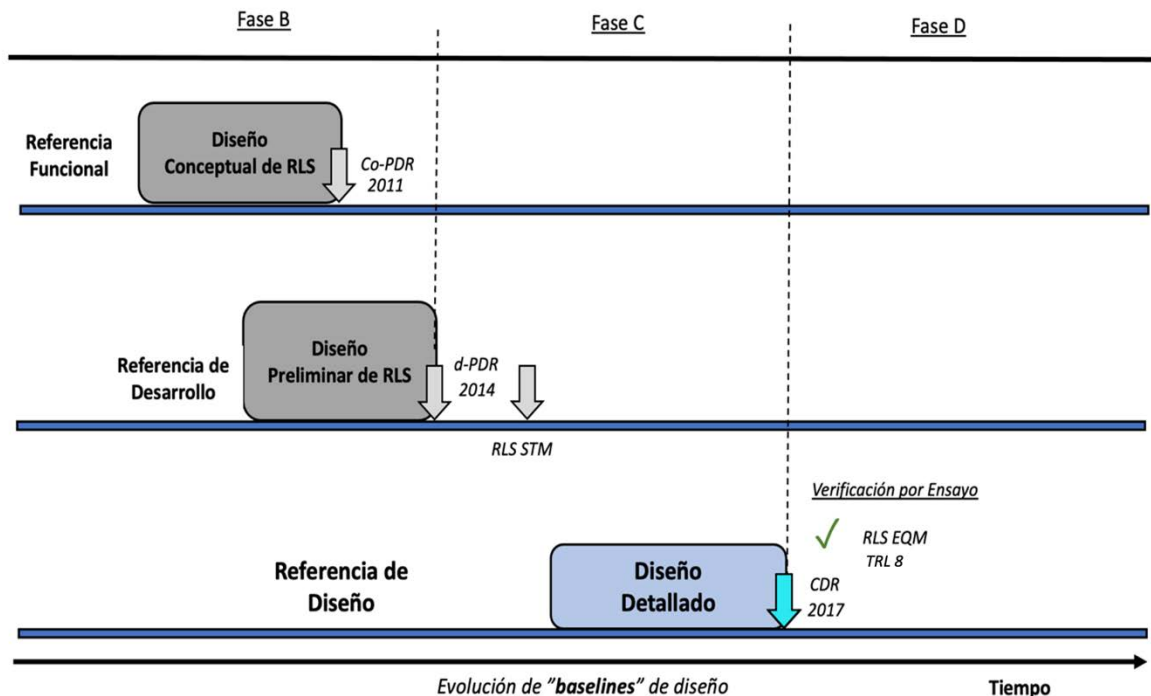 Fase B
Fase C
Fase D
Referencia
Funcional
Diseño
Conceptual de RLS
Co-PDR
2011
Referencia de
Desarrollo
Diseño
Preliminar de RLS
d-PDR
2014
RLS STM
Verificación por Ensayo
RLS EQM
TRL 8
Referencia de
Diseño
Diseño
Detallado
CDR
2017
Evolución de "baselines" de diseño
Tiempo